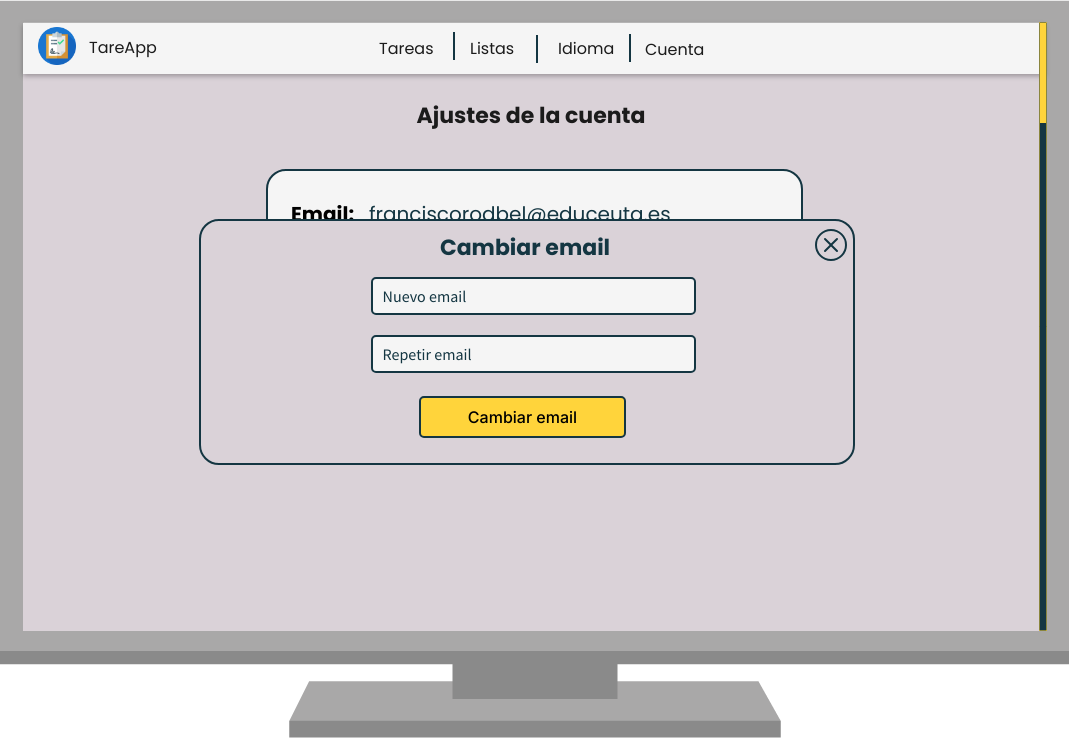 TareApp
Tareas Listas Idioma Cuenta
Ajustes de la cuenta
Email: franciscorodbel@educeuta.es
Cambiar email
Nuevo email
Repetir email
Cambiar email